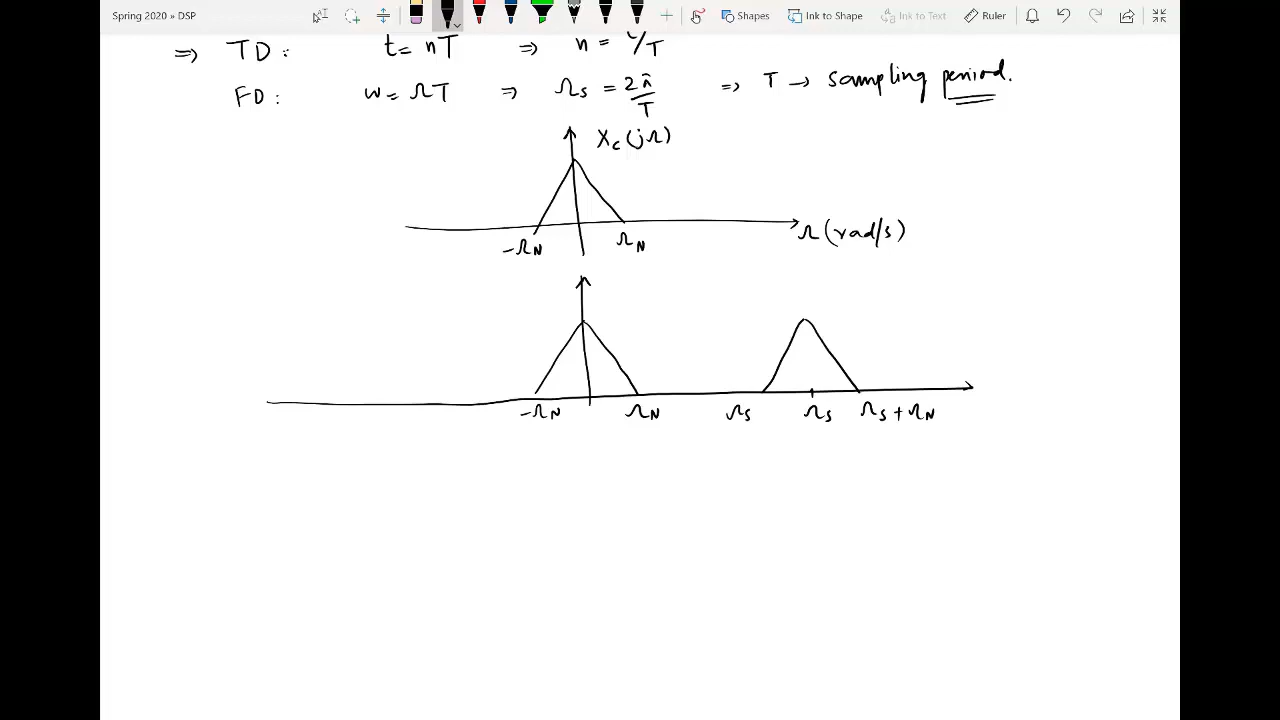 Spring 2020 » DSP Shapes Ink to Shape Ink to Text Ruler
⇒ TD: t= nT ⇒ n = t/T
FD: ω= ΩT ⇒ Ωs = 2π/T ⇒ T → sampling period.
Xc(jΩ)
Ω(rad/s)
-ΩN ΩN
-ΩN ΩN Ωs Ωs Ωs+ΩN